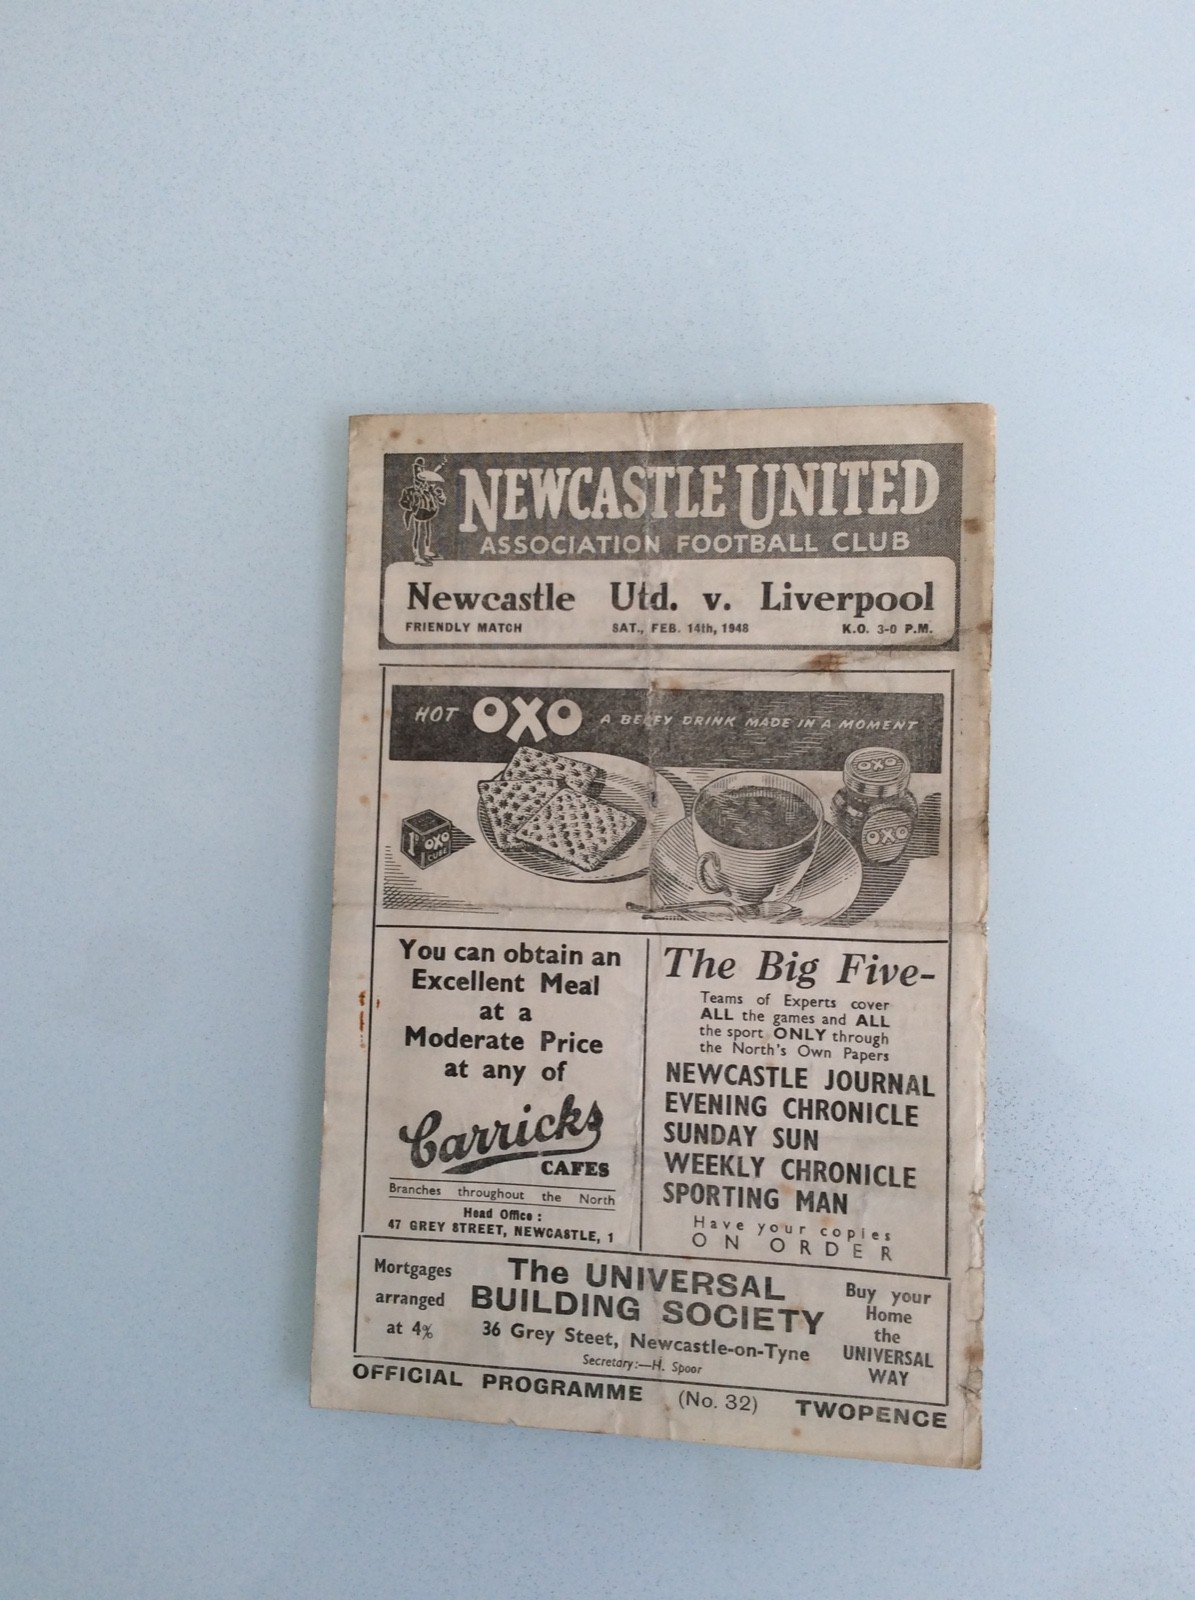 NEWCASTLE UNITED
ASSOCIATION FOOTBALL CLUB
Newcastle Utd. v. Liverpool
FRIENDLY MATCH SAT., FEB. 14th, 1948 K.O. 3-0 P.M.
HOT OXO A BEEFY DRINK MADE IN A MOMENT
OXO
OXO
1D OXO
CUBE
You can obtain an
Excellent Meal
at a
Moderate Price
at any of
Carricks
CAFES
Branches throughout the North
Head Office :
47 GREY STREET, NEWCASTLE, 1
The Big Five-
Teams of Experts cover
ALL the games and ALL
the sport ONLY through
the North's Own Papers
NEWCASTLE JOURNAL
EVENING CHRONICLE
SUNDAY SUN
WEEKLY CHRONICLE
SPORTING MAN
Have your copies
ON ORDER
Mortgages
arranged
at 4%
The UNIVERSAL
BUILDING SOCIETY
36 Grey Steet, Newcastle-on-Tyne
Secretary:—H. Spoor
Buy your
Home
the
UNIVERSAL
WAY
OFFICIAL PROGRAMME (No. 32) TWOPENCE